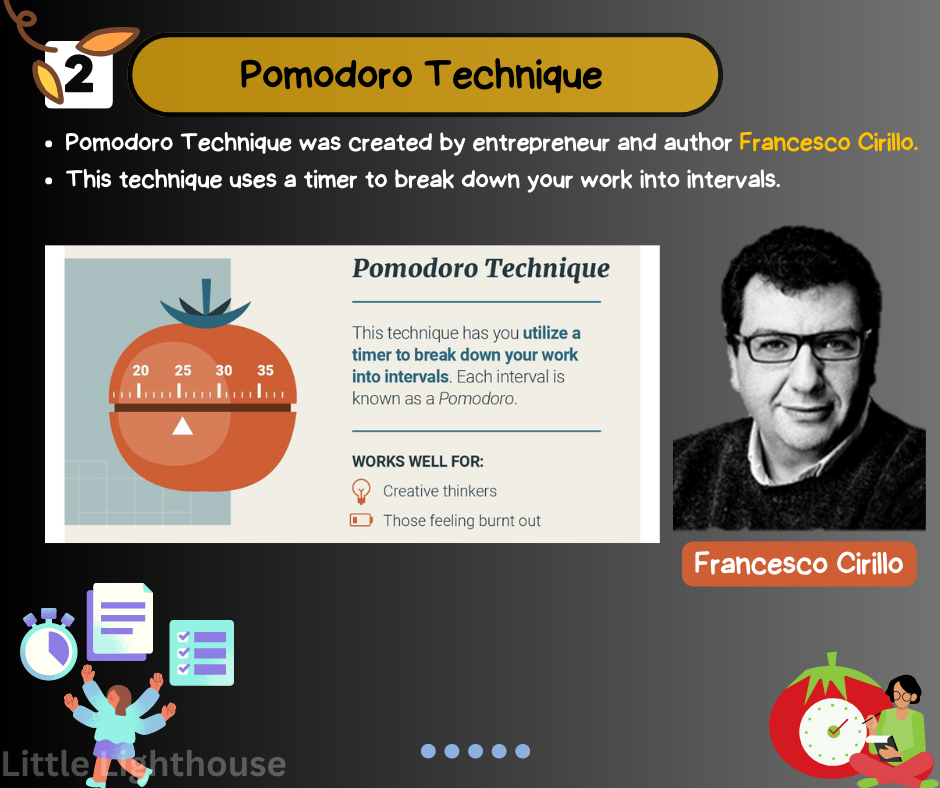 2
Pomodoro Technique
• Pomodoro Technique was created by entrepreneur and author Francesco Cirillo.
• This technique uses a timer to break down your work into intervals.
Pomodoro Technique
This technique has you utilize a
timer to break down your work
into intervals. Each interval is
known as a Pomodoro.
WORKS WELL FOR:
Creative thinkers
Those feeling burnt out
20 25 30 35
Francesco Cirillo
Little Lighthouse